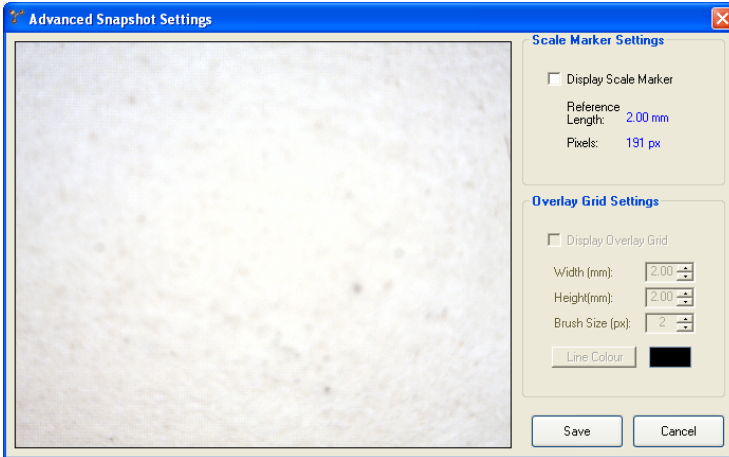 Advanced Snapshot Settings
Scale Marker Settings
Display Scale Marker
Reference
Length: 2.00 mm
Pixels: 191 px
Overlay Grid Settings
Display Overlay Grid
Width (mm): 2.00
Height(mm): 2.00
Brush Size (px): 2
Line Colour
Save Cancel